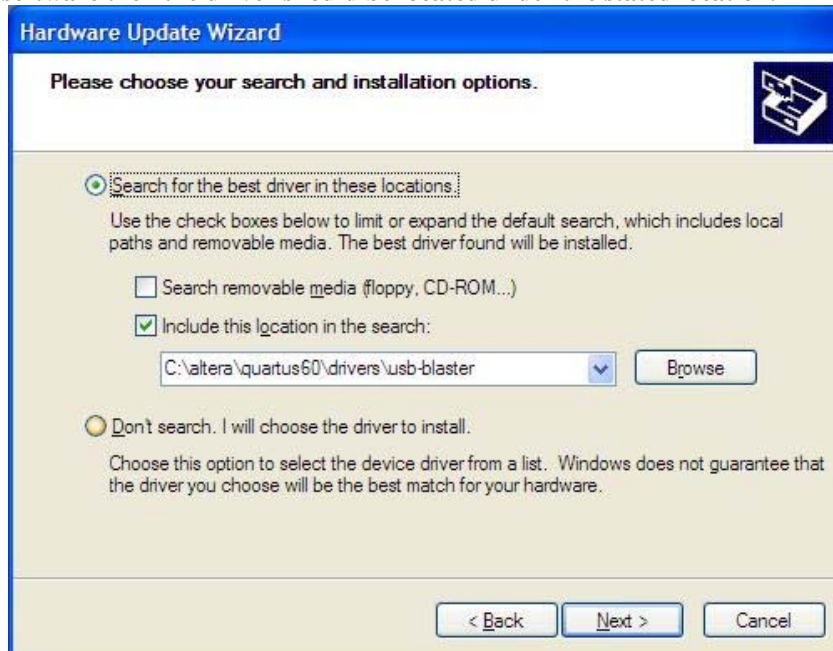 Hardware Update Wizard
Please choose your search and installation options.
Search for the best driver in these locations.
Use the check boxes below to limit or expand the default search, which includes local
paths and removable media. The best driver found will be installed.
Search removable media (floppy, CD-ROM...)
Include this location in the search:
C:\altera\quartus60\drivers\usb-blaster
Browse
Don't search. I will choose the driver to install.
Choose this option to select the device driver from a list. Windows does not guarantee that
the driver you choose will be the best match for your hardware.
< Back Next > Cancel